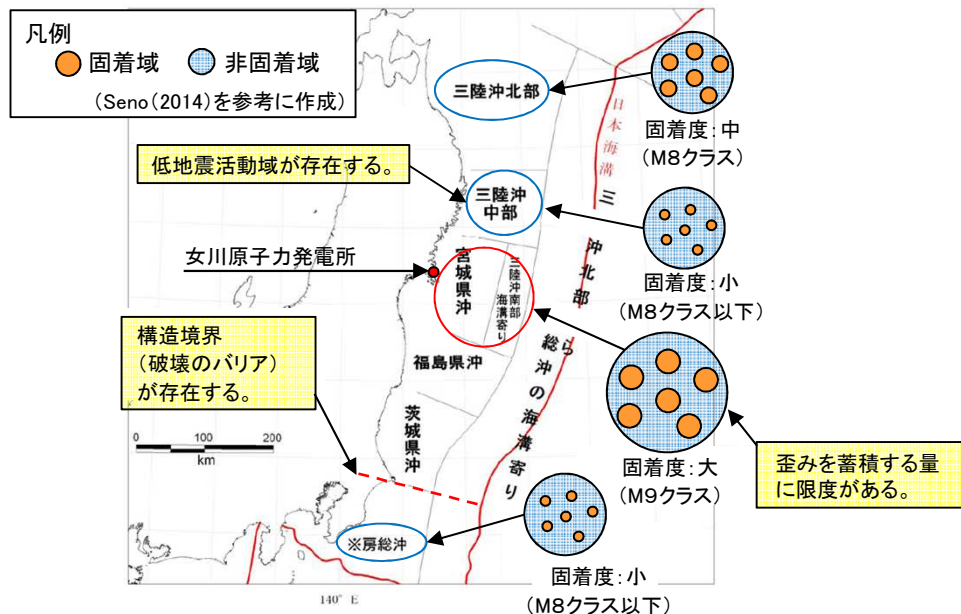 凡例
固着域
非固着域
(Seno(2014)を参考に作成)
三陸沖北部
日本海溝
固着度:中
(M8クラス)
低地震活動域が存在する。
三陸沖
中部
三
固着度:小
(M8クラス以下)
女川原子力発電所
宮城県沖
三陸沖南部
海溝寄り
沖北部
構造境界
(破壊のバリア)
が存在する。
福島県沖
ら
総沖の海溝寄り
茨城県沖
0 100 200
km
固着度:大
(M9クラス)
歪みを蓄積する量
に限度がある。
※房総沖
固着度:小
(M8クラス以下)
140° E